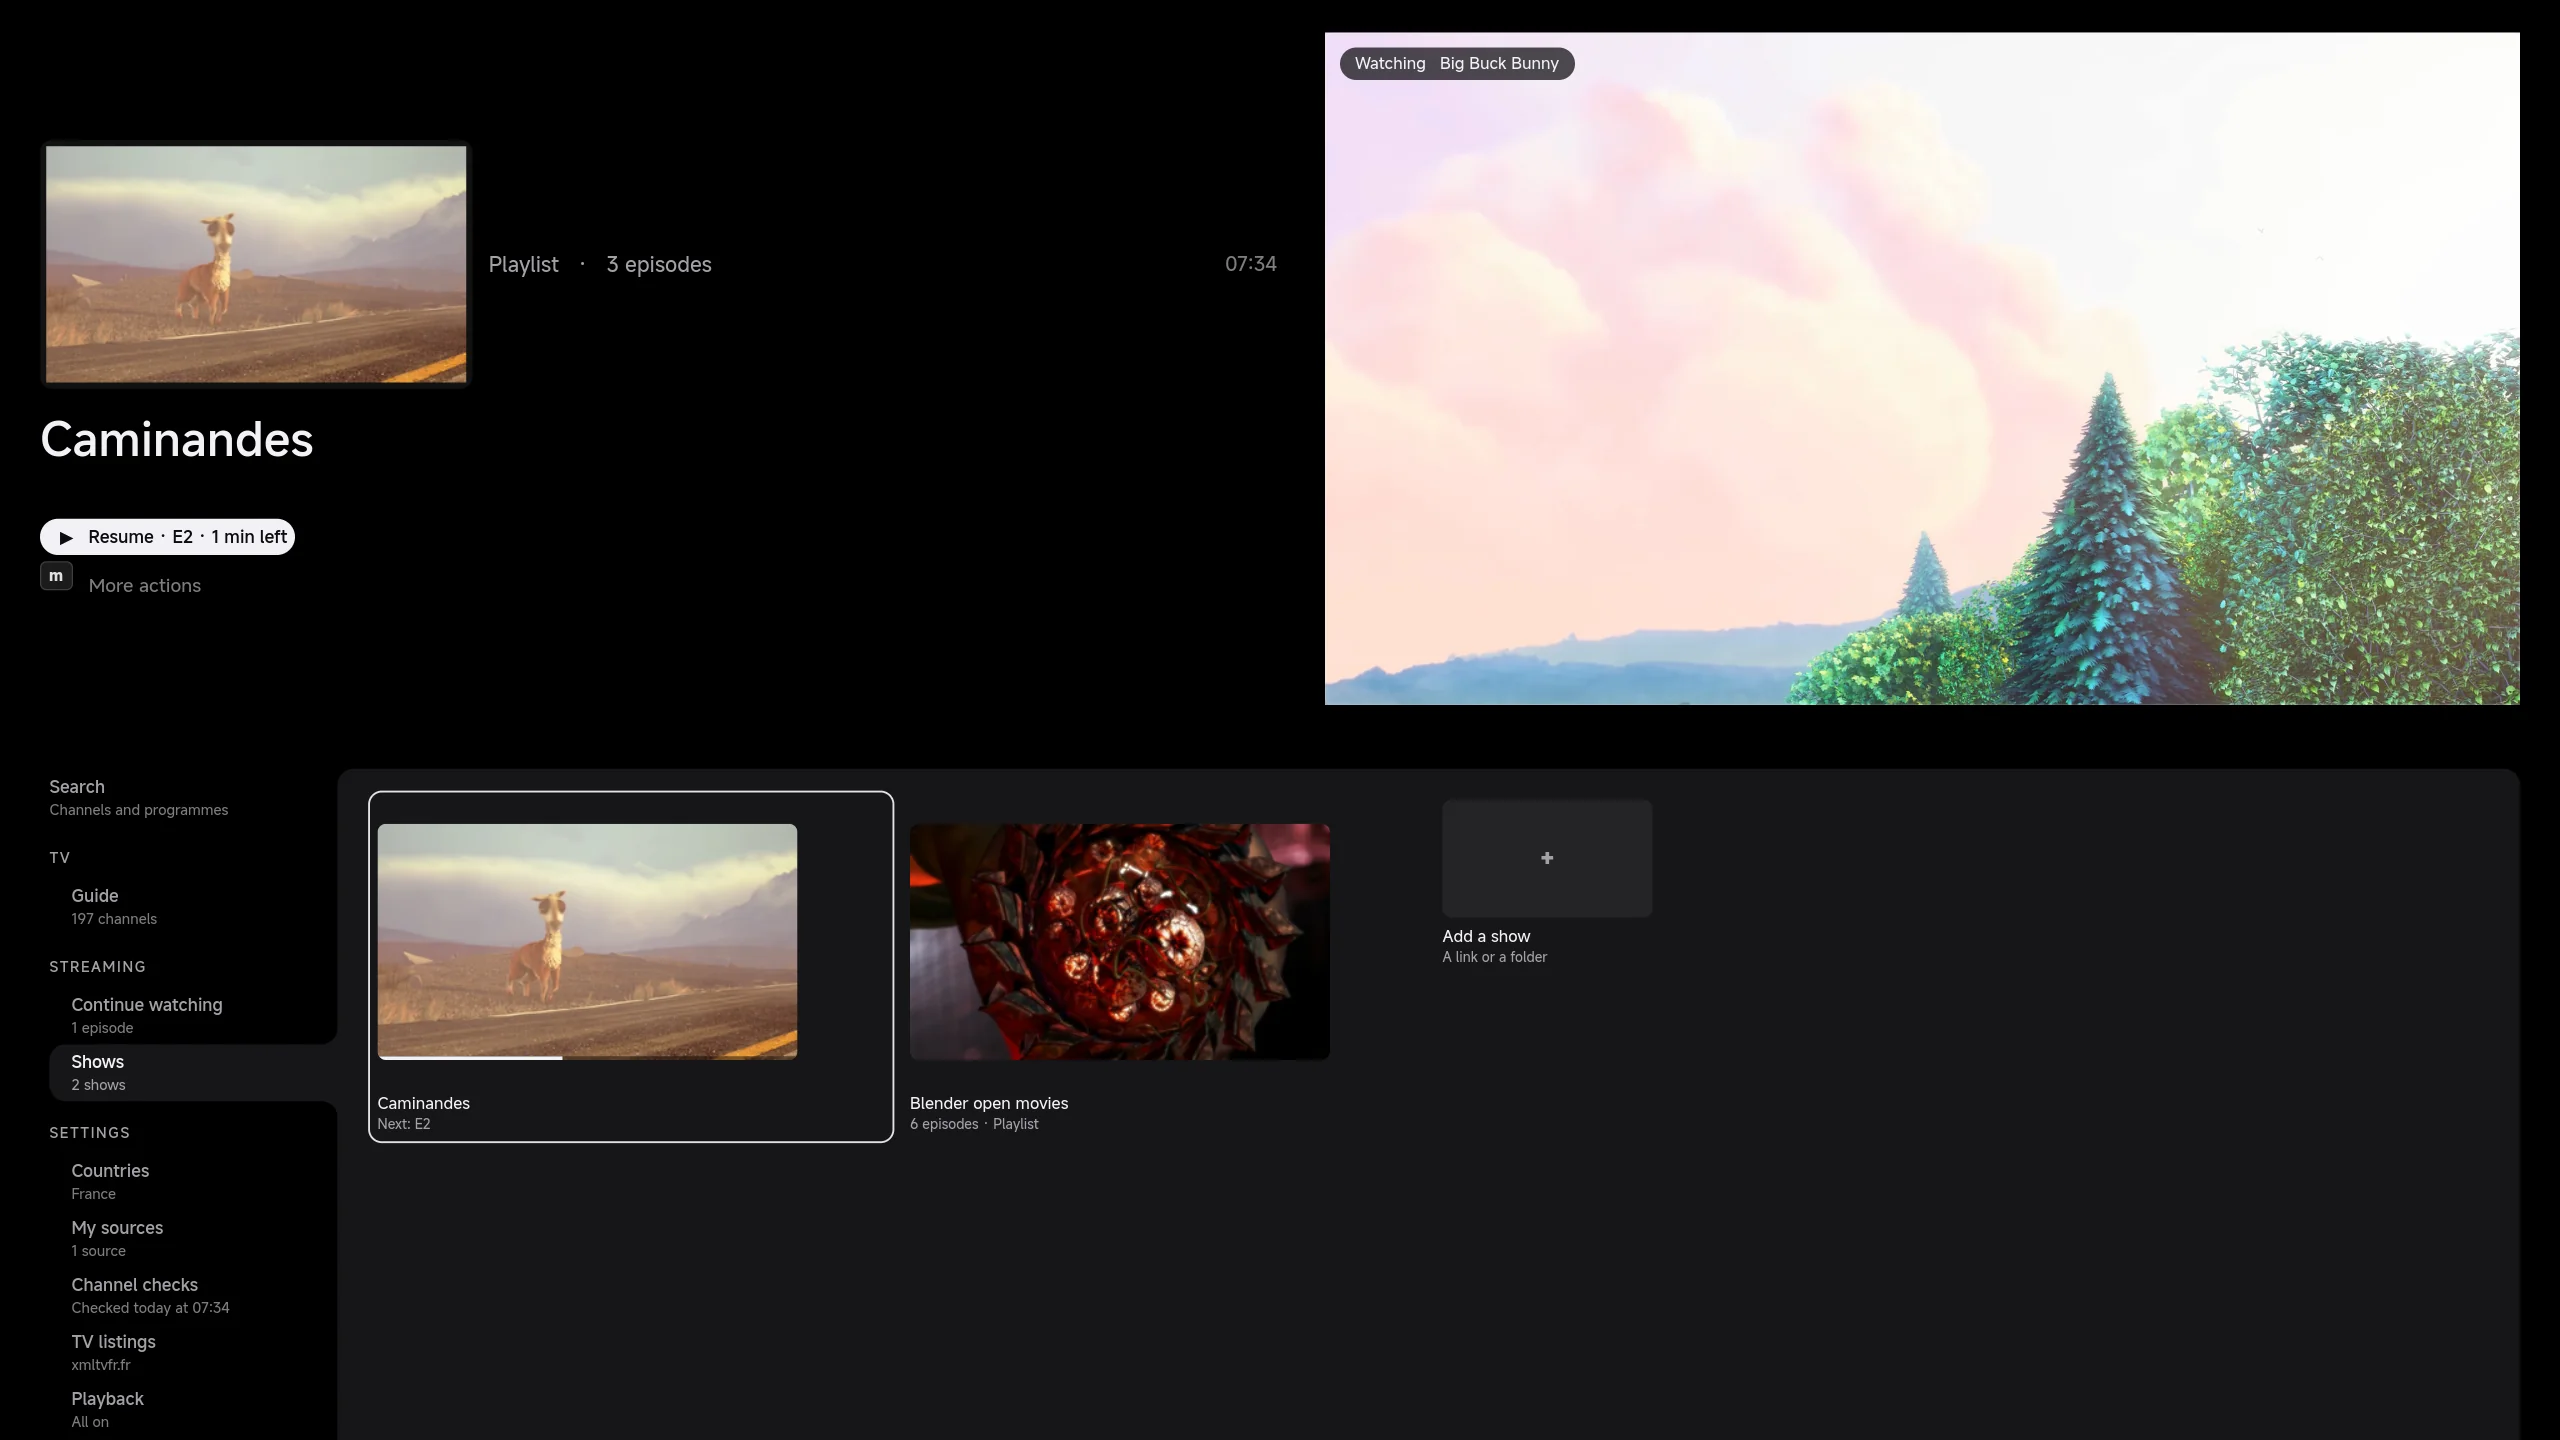 Watching Big Buck Bunny
Playlist · 3 episodes
07:34
Caminandes
Resume · E2 · 1 min left
m
More actions
Search
Channels and programmes
TV
Guide
197 channels
STREAMING
Continue watching
1 episode
Shows
2 shows
SETTINGS
Countries
France
My sources
1 source
Channel checks
Checked today at 07:34
TV listings
xmltvfr.fr
Playback
All on
Caminandes
Next: E2
Blender open movies
6 episodes · Playlist
+
Add a show
A link or a folder